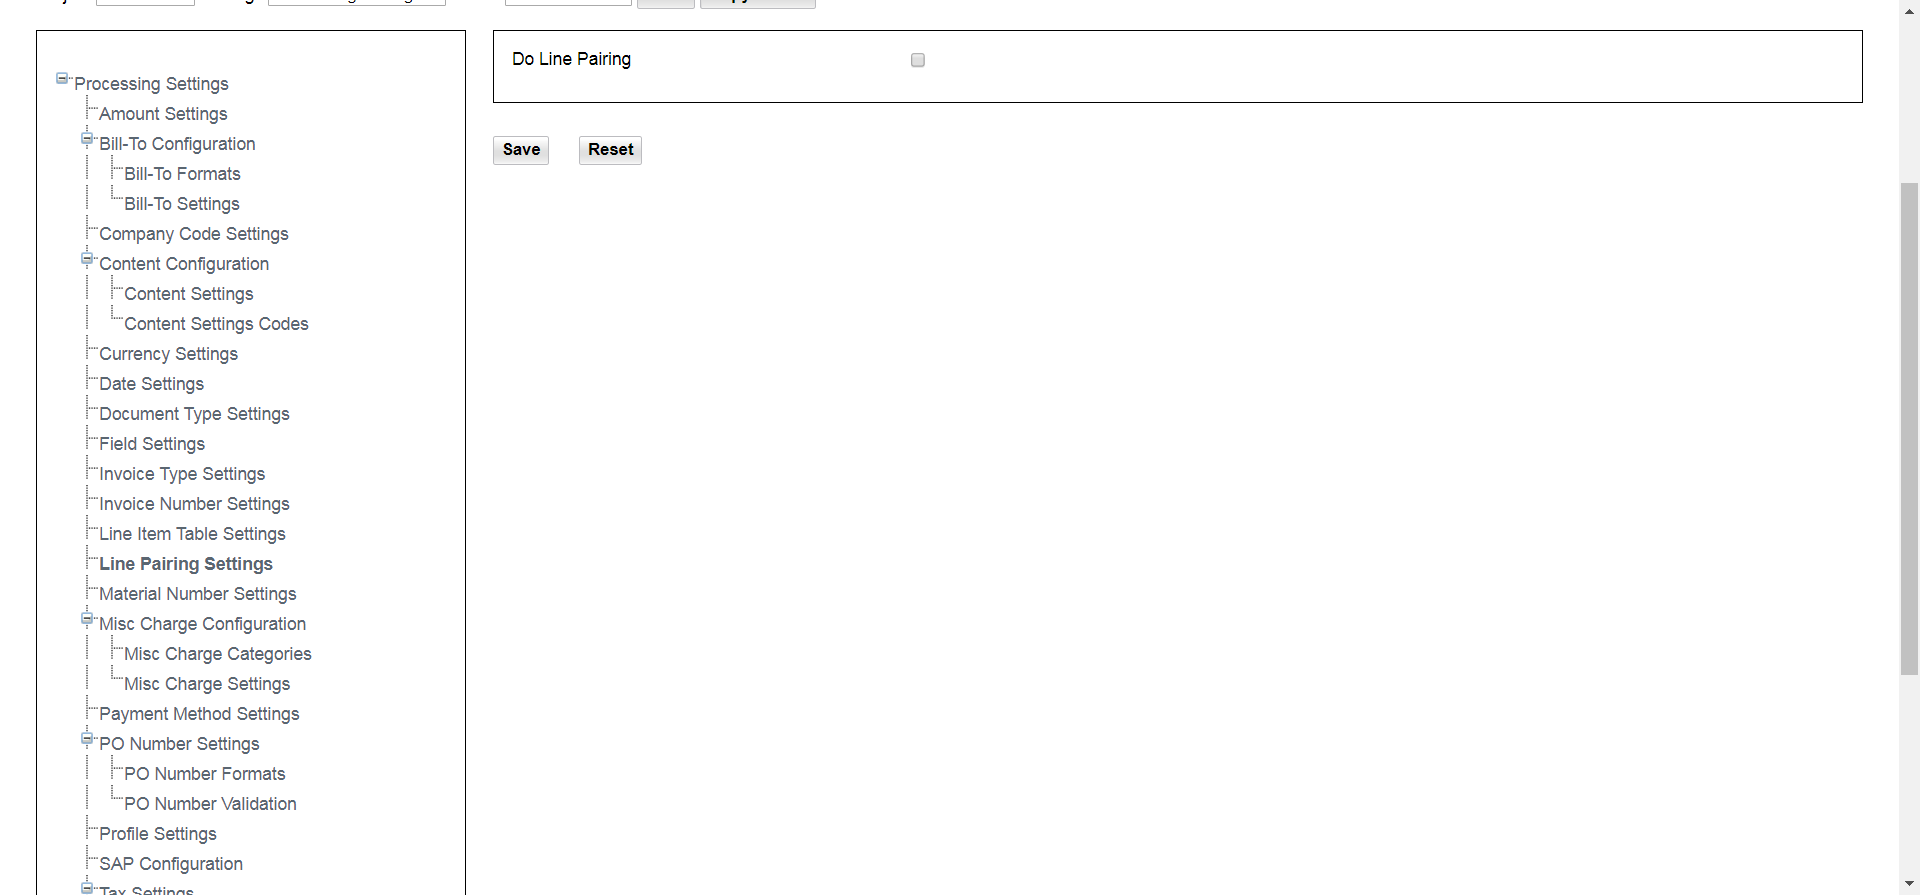 Processing Settings
Amount Settings
Bill-To Configuration
Bill-To Formats
Bill-To Settings
Company Code Settings
Content Configuration
Content Settings
Content Settings Codes
Currency Settings
Date Settings
Document Type Settings
Field Settings
Invoice Type Settings
Invoice Number Settings
Line Item Table Settings
Line Pairing Settings
Material Number Settings
Misc Charge Configuration
Misc Charge Categories
Misc Charge Settings
Payment Method Settings
PO Number Settings
PO Number Formats
PO Number Validation
Profile Settings
SAP Configuration
Tax Settings
Do Line Pairing
Save Reset